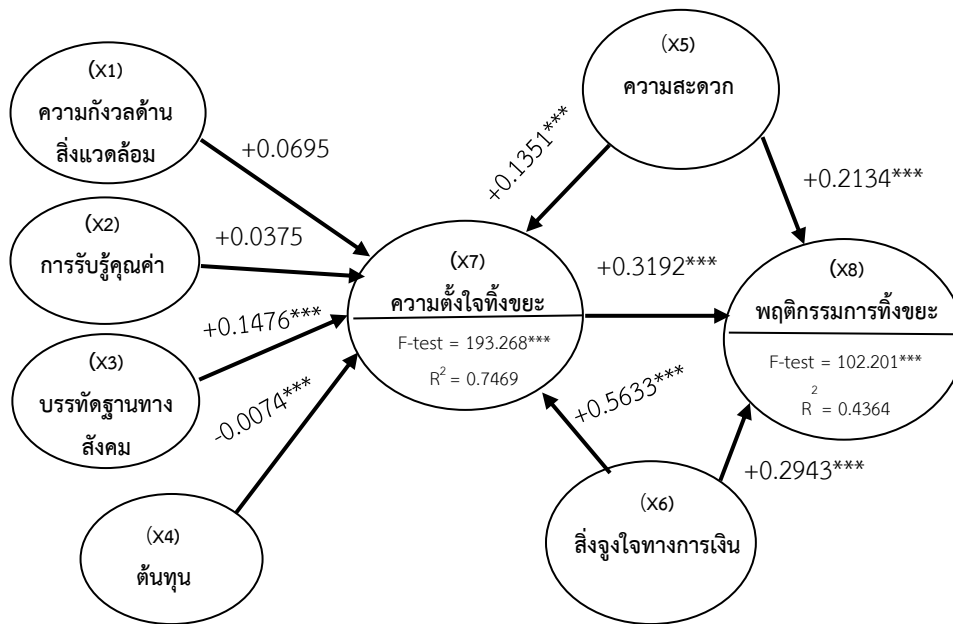 (X1)
ความกังวลด้าน
สิ่งแวดล้อม
+0.0695
(X2)
การรับรู้คุณค่า
+0.0375
(X3)
บรรทัดฐานทาง
สังคม
+0.1476***
(X4)
ต้นทุน
-0.0074***
(X5)
ความสะดวก
+0.1351***
+0.2134***
(X7)
ความตั้งใจทิ้งขยะ
F-test = 193.268***
R² = 0.7469
+0.3192***
(X8)
พฤติกรรมการทิ้งขยะ
F-test = 102.201***
2
R = 0.4364
+0.5633***
+0.2943***
(X6)
สิ่งจูงใจทางการเงิน